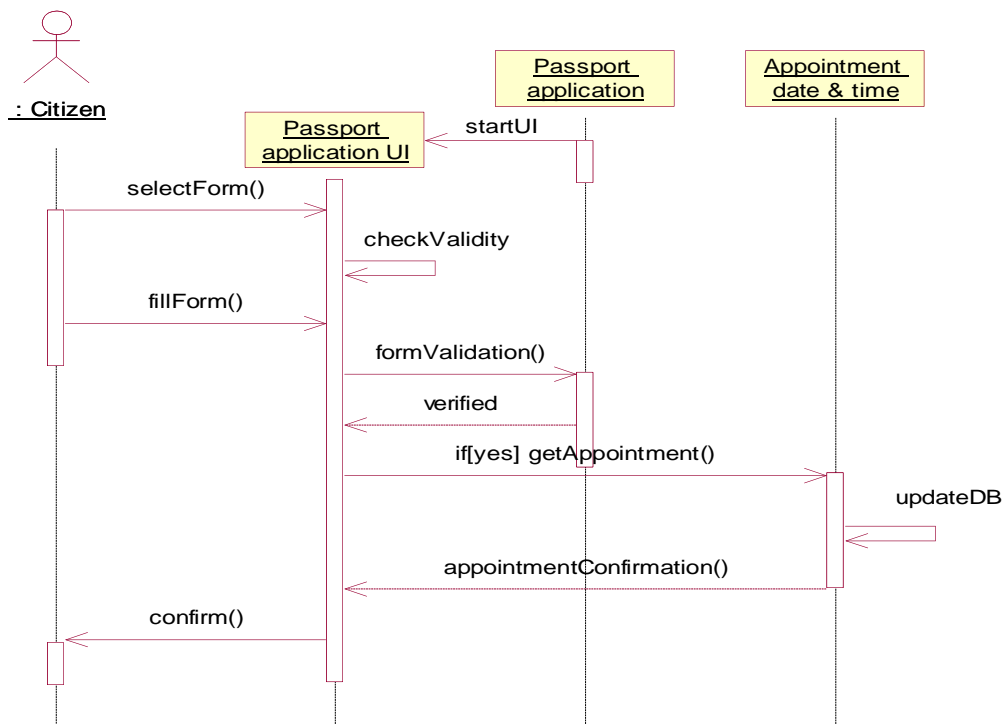 : Citizen
Passport
application
Appointment
date & time
Passport
application UI
startUI
selectForm()
checkValidity
fillForm()
formValidation()
verified
if[yes] getAppointment()
updateDB
appointmentConfirmation()
confirm()